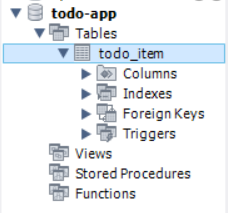 todo-app
Tables
todo_item
Columns
Indexes
Foreign Keys
Triggers
Views
Stored Procedures
Functions